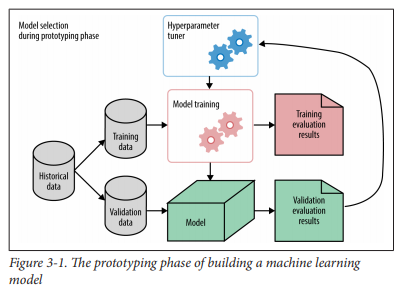 Model selection
during prototyping phase
Hyperparameter
tuner
Model training
Training
data
Training
evaluation
results
Historical
data
Validation
data
Model
Validation
evaluation
results
Figure 3-1. The prototyping phase of building a machine learning
model